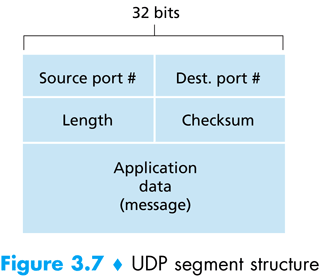 32 bits
Source port # Dest. port #
Length Checksum
Application
data
(message)
Figure 3.7 ♦ UDP segment structure